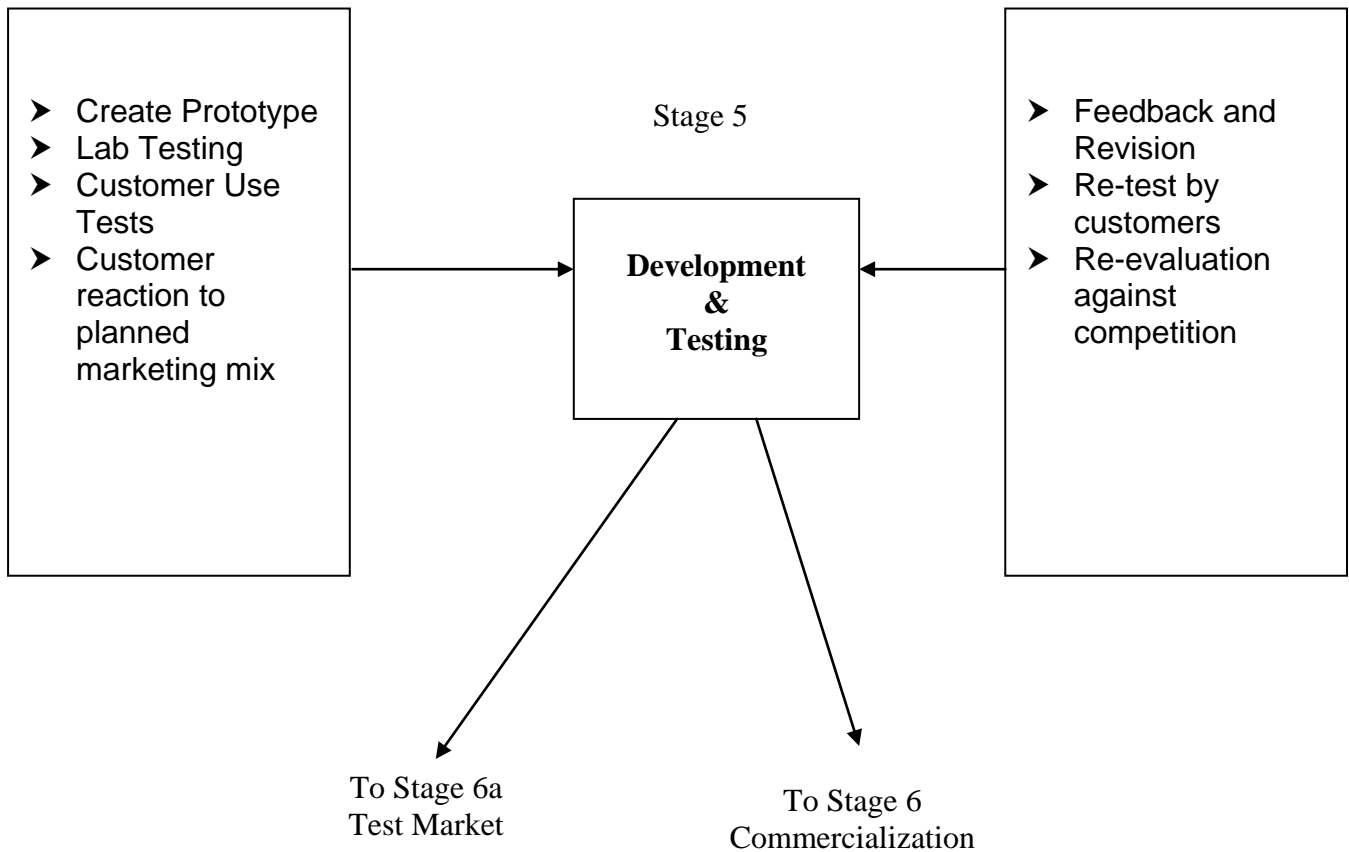 ➤ Create Prototype
➤ Lab Testing
➤ Customer Use
Tests
➤ Customer
reaction to
planned
marketing mix
Stage 5
Development
&
Testing
➤ Feedback and
Revision
➤ Re-test by
customers
➤ Re-evaluation
against
competition
To Stage 6a
Test Market
To Stage 6
Commercialization